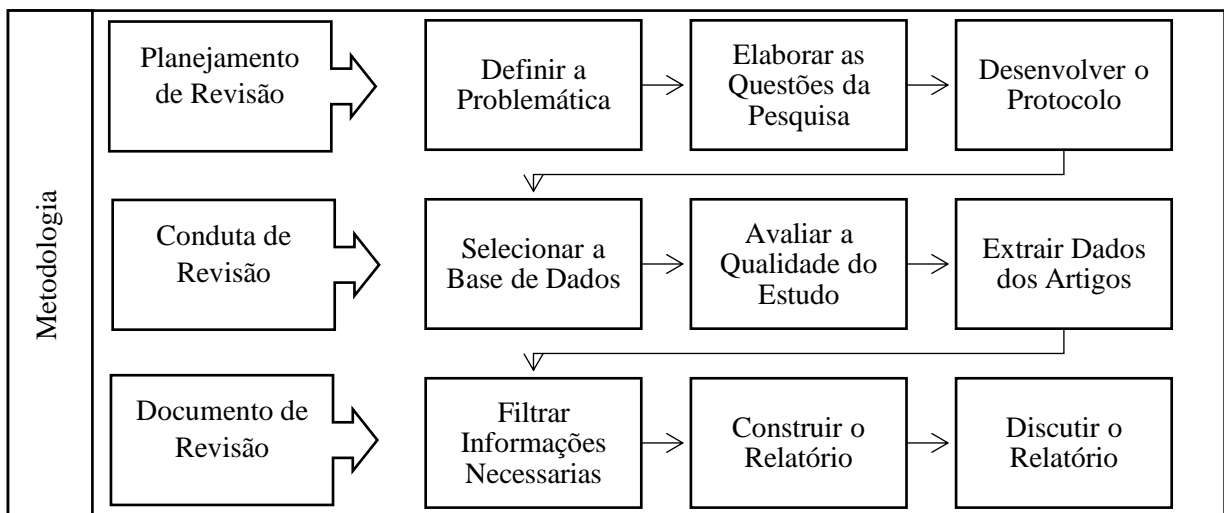 Metodologia
Planejamento
de Revisão
Definir a
Problemática
Elaborar as
Questões da
Pesquisa
Desenvolver o
Protocolo
Conduta de
Revisão
Selecionar a
Base de Dados
Avaliar a
Qualidade do
Estudo
Extrair Dados
dos Artigos
Documento de
Revisão
Filtrar
Informações
Necessarias
Construir o
Relatório
Discutir o
Relatório